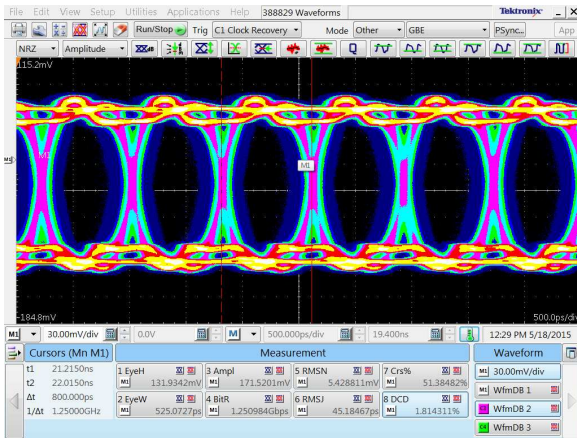 File Edit View Setup Utilities Applications Help 388829 Waveforms Tektronix
Run/Stop Trig C1 Clock Recovery Mode Other GBE PSync... App
NRZ Amplitude
115.2mV
M1
M1
-184.8mV 500.0ps/
M1 30.00mV/div 0.0V M 500.000ps/div 19.400ns 12:29 PM 5/18/2015
Cursors (Mn M1) Measurement Waveform
t1 21.2150ns
t2 22.0150ns
Δt 800.000ps
1/Δt 1.25000GHz
1 EyeH 3 Ampl 5 RMSN 7 Crs%
M1 131.9342mV M1 171.5201mV M1 5.428811mV M1 51.38482%
2 EyeW 4 BitR 6 RMSJ 8 DCD
M1 525.0727ps M1 1.250984Gbps M1 45.18467ps M1 1.814311%
M1 30.00mV/div
M1 WfmDB 1
C3 WfmDB 2
C4 WfmDB 3